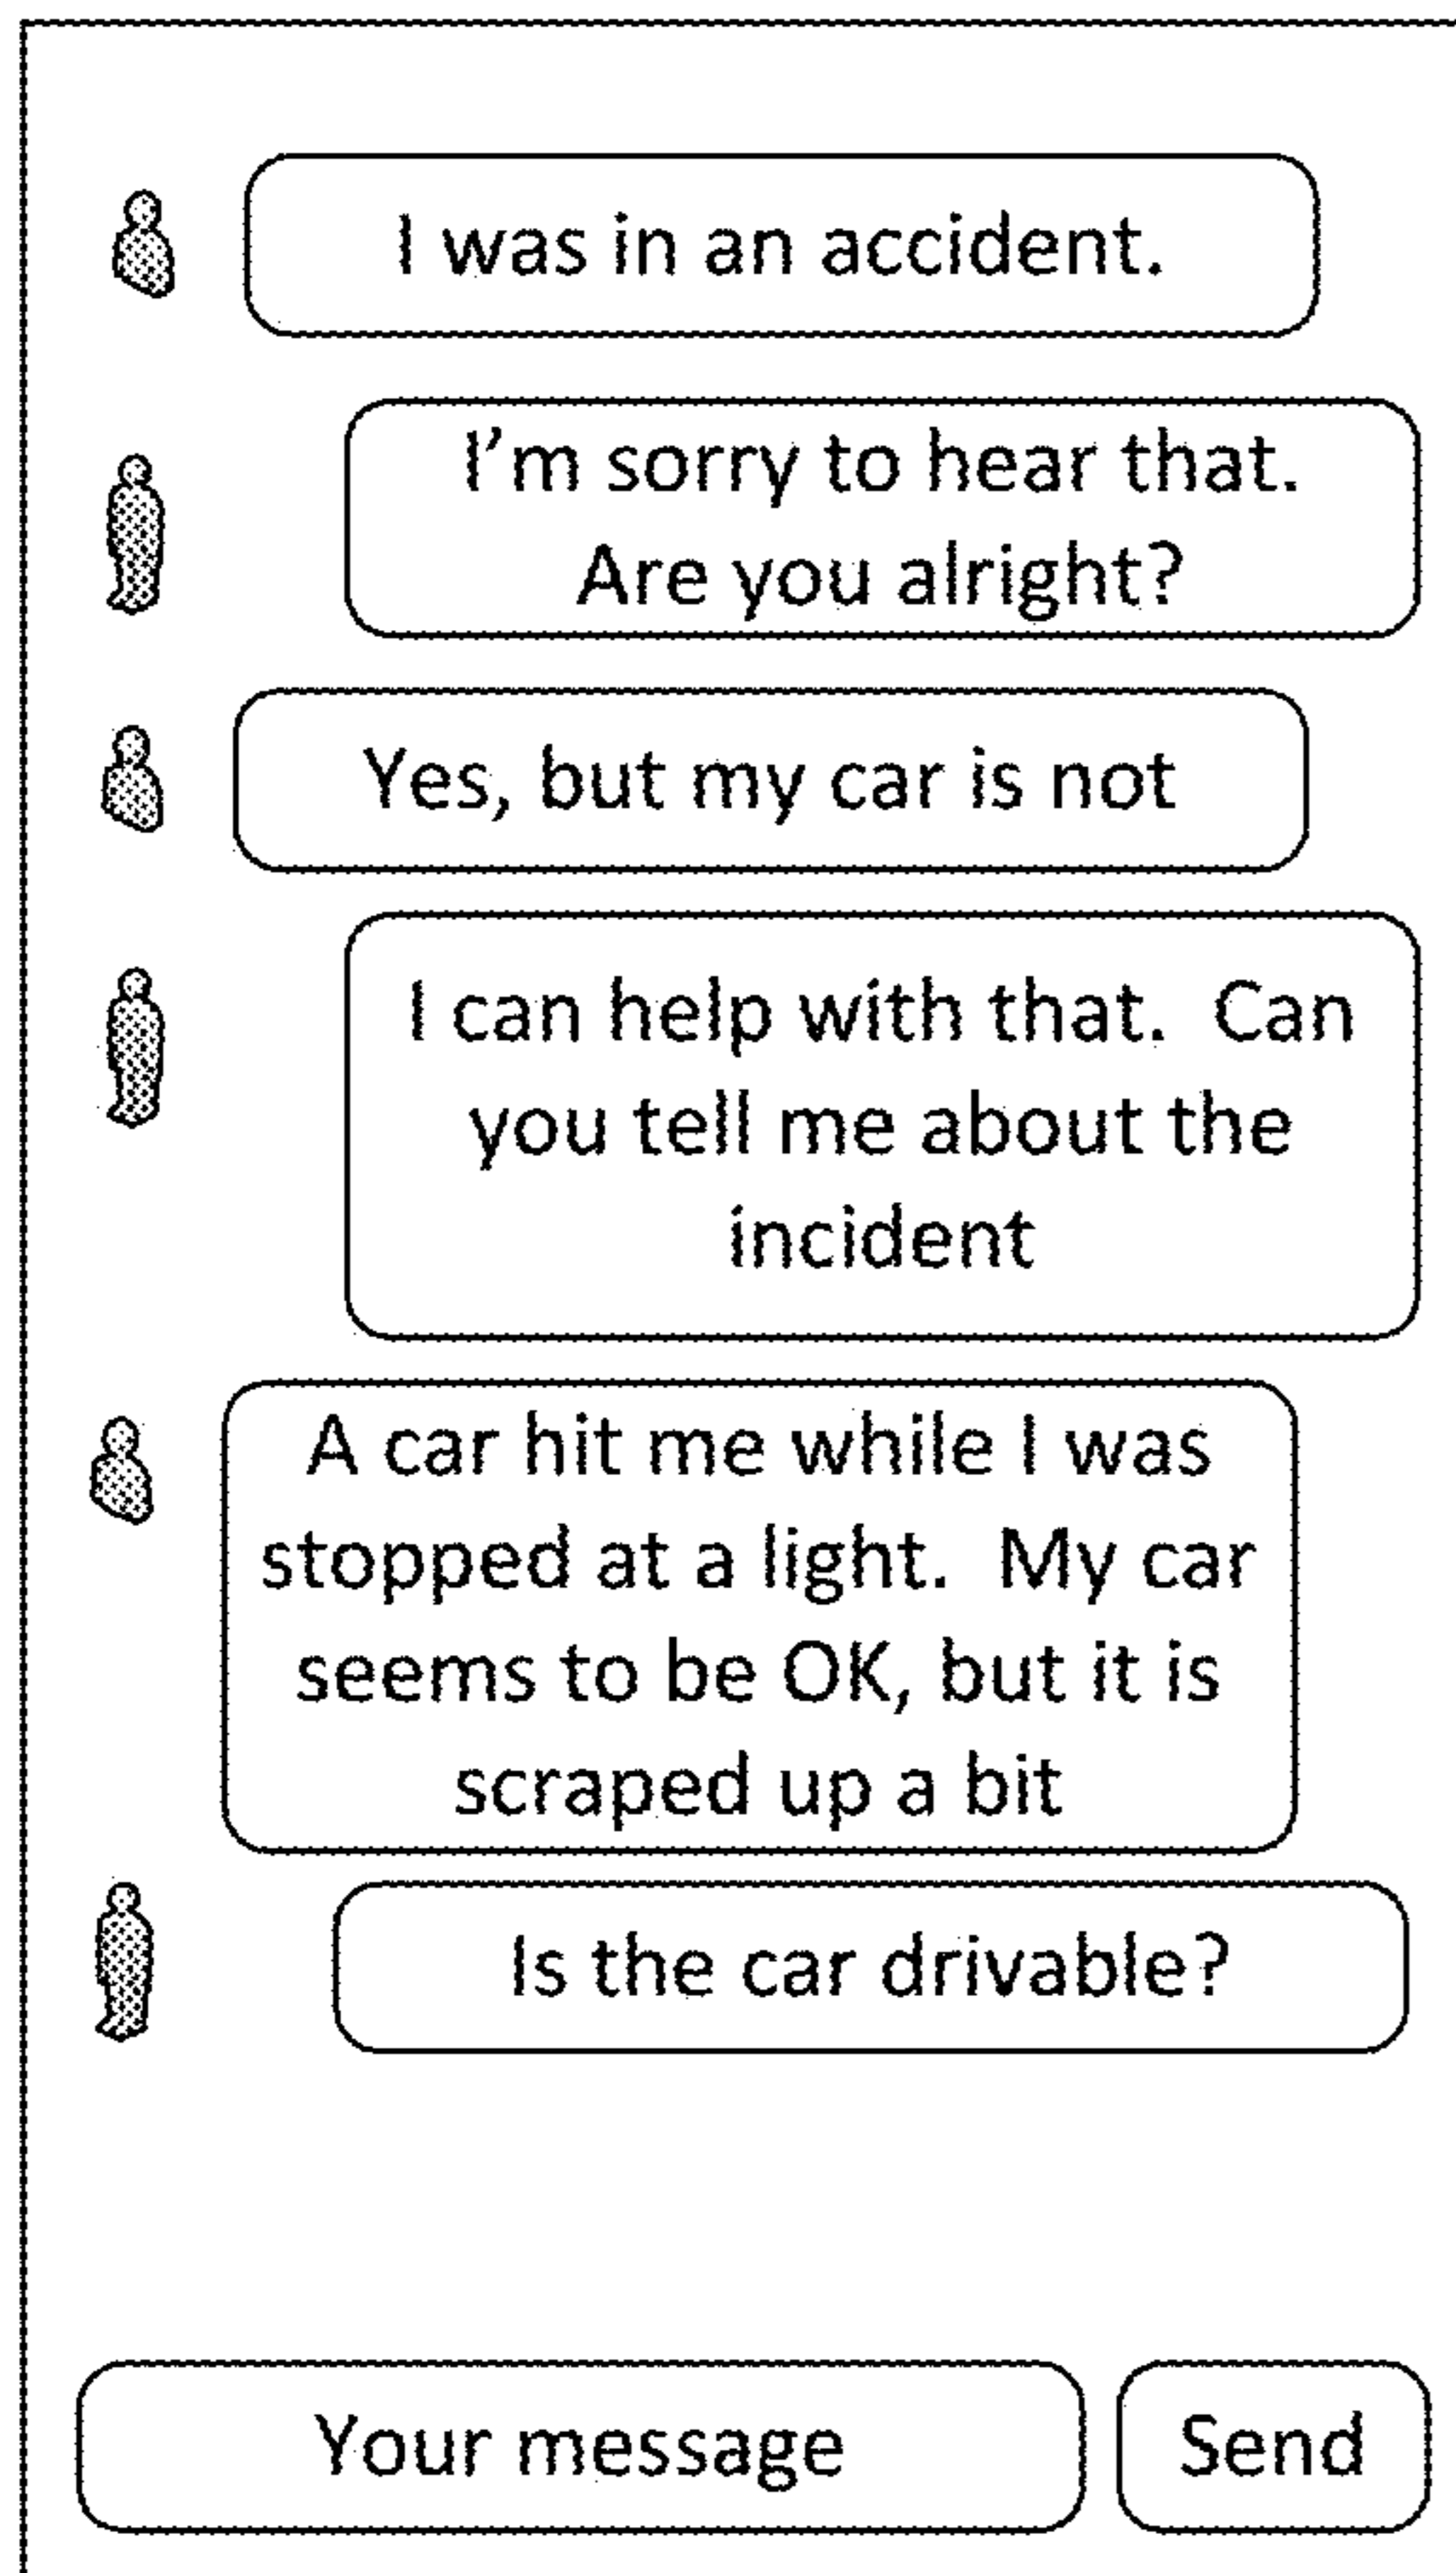 I was in an accident.
I'm sorry to hear that.
Are you alright?
Yes, but my car is not
I can help with that.  Can
you tell me about the
incident
A car hit me while I was
stopped at a light.  My car
seems to be OK, but it is
scraped up a bit
Is the car drivable?
Your message
Send